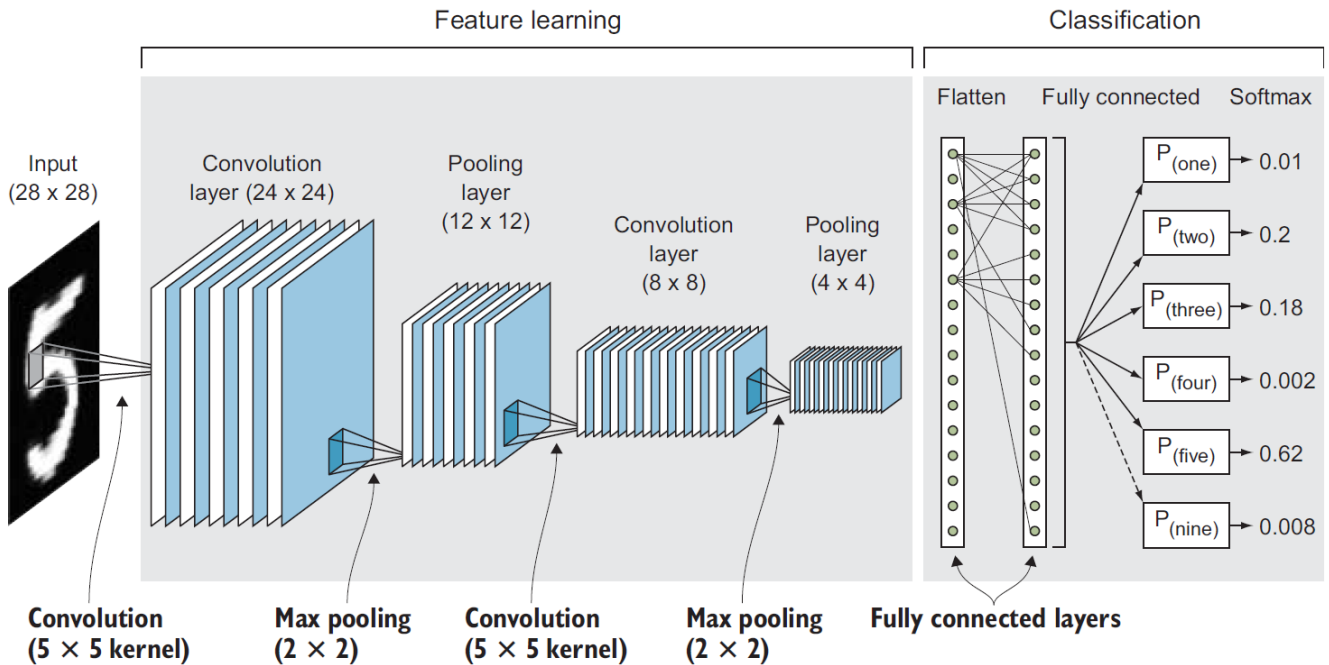 Feature learning
Classification
Input
(28 x 28)
Convolution
layer (24 x 24)
Pooling
layer
(12 x 12)
Convolution
layer
(8 x 8)
Pooling
layer
(4 x 4)
Flatten
Fully connected
Softmax
P(one)
0.01
P(two)
0.2
P(three)
0.18
P(four)
0.002
P(five)
0.62
P(nine)
0.008
Convolution
(5 × 5 kernel)
Max pooling
(2 × 2)
Convolution
(5 × 5 kernel)
Max pooling
(2 × 2)
Fully connected layers